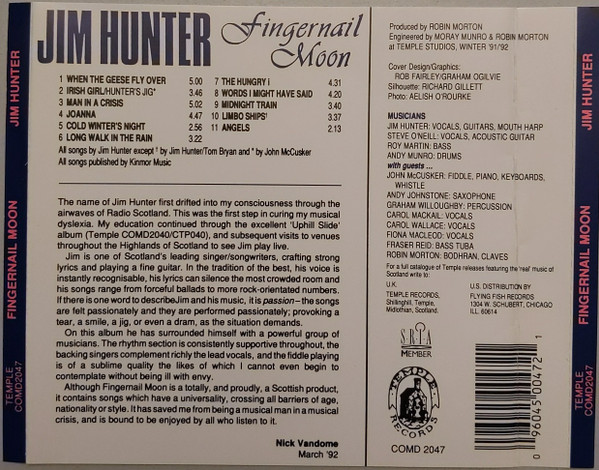 JIM HUNTER
Fingernail
Moon
1 WHEN THE GEESE FLY OVER 5.00
2 IRISH GIRL/HUNTER'S JIG* 3.46
3 MAN IN A CRISIS 5.02
4 JOANNA 4.47
5 COLD WINTER'S NIGHT 2.56
6 LONG WALK IN THE RAIN 3.22
7 THE HUNGRY I 4.31
8 WORDS I MIGHT HAVE SAID 4.20
9 MIDNIGHT TRAIN 3.40
10 LIMBO SHIPS† 3.37
11 ANGELS 2.13
All songs by Jim Hunter except † by Jim Hunter/Tom Bryan and * by John McCusker
All songs published by Kinmor Music
The name of Jim Hunter first drifted into my consciousness through the
airwaves of Radio Scotland. This was the first step in curing my musical
dyslexia. My education continued through the excellent 'Uphill Slide'
album (Temple COMD2040/CTP040), and subsequent visits to venues
throughout the Highlands of Scotland to see Jim play live.
Jim is one of Scotland's leading singer/songwriters, crafting strong
lyrics and playing a fine guitar. In the tradition of the best, his voice is
instantly recognisable, his lyrics can silence the most crowded room and
his songs range from forceful ballads to more rock-orientated numbers.
If there is one word to describeJim and his music, it is passion – the songs
are felt passionately and they are performed passionately; provoking a
tear, a smile, a jig, or even a dram, as the situation demands.
On this album he has surrounded himself with a powerful group of
musicians. The rhythm section is consistently supportive throughout, the
backing singers complement richly the lead vocals, and the fiddle playing
is of a sublime quality the likes of which I cannot even begin to
contemplate without being ill with envy.
Although Fingernail Moon is a totally, and proudly, a Scottish product,
it contains songs which have a universality, crossing all barriers of age,
nationality or style. It has saved me from being a musical man in a musical
crisis, and is bound to be enjoyed by all who listen to it.
Nick Vandome
March '92
Produced by ROBIN MORTON
Engineered by MORAY MUNRO & ROBIN MORTON
at TEMPLE STUDIOS, WINTER '91/'92
Cover Design/Graphics:
ROB FAIRLEY/GRAHAM OGILVIE
Silhouette: RICHARD GILLETT
Photo: AELISH O'ROURKE
MUSICIANS
JIM HUNTER: VOCALS, GUITARS, MOUTH HARP
STEVE O'NEILL: VOCALS, ACOUSTIC GUITAR
ROY MARTIN: BASS
ANDY MUNRO: DRUMS
with guests ...
JOHN McCUSKER: FIDDLE, PIANO, KEYBOARDS,
WHISTLE
ANDY JOHNSTONE: SAXOPHONE
GRAHAM WILLOUGHBY: PERCUSSION
CAROL MACKAIL: VOCALS
CAROL WALLACE: VOCALS
FIONA MACLEOD: VOCALS
FRASER REID: BASS TUBA
ROBIN MORTON: BODHRAN, CLAVES
For a full catalogue of Temple releases featuring the 'real' music of
Scotland write to:
U.K.
TEMPLE RECORDS,
Shillinghill, Temple,
Midlothian, Scotland.
U.S. DISTRIBUTION BY
FLYING FISH RECORDS
1304 W. SCHUBERT, CHICAGO
ILL. 60614
SRIA
MEMBER
TEMPLE
RECORDS
COMD 2047
0 96045 00472 1
JIM HUNTER
FINGERNAIL MOON
TEMPLE
COMD2047
JIM HUNTER
FINGERNAIL MOON
TEMPLE
COMD2047